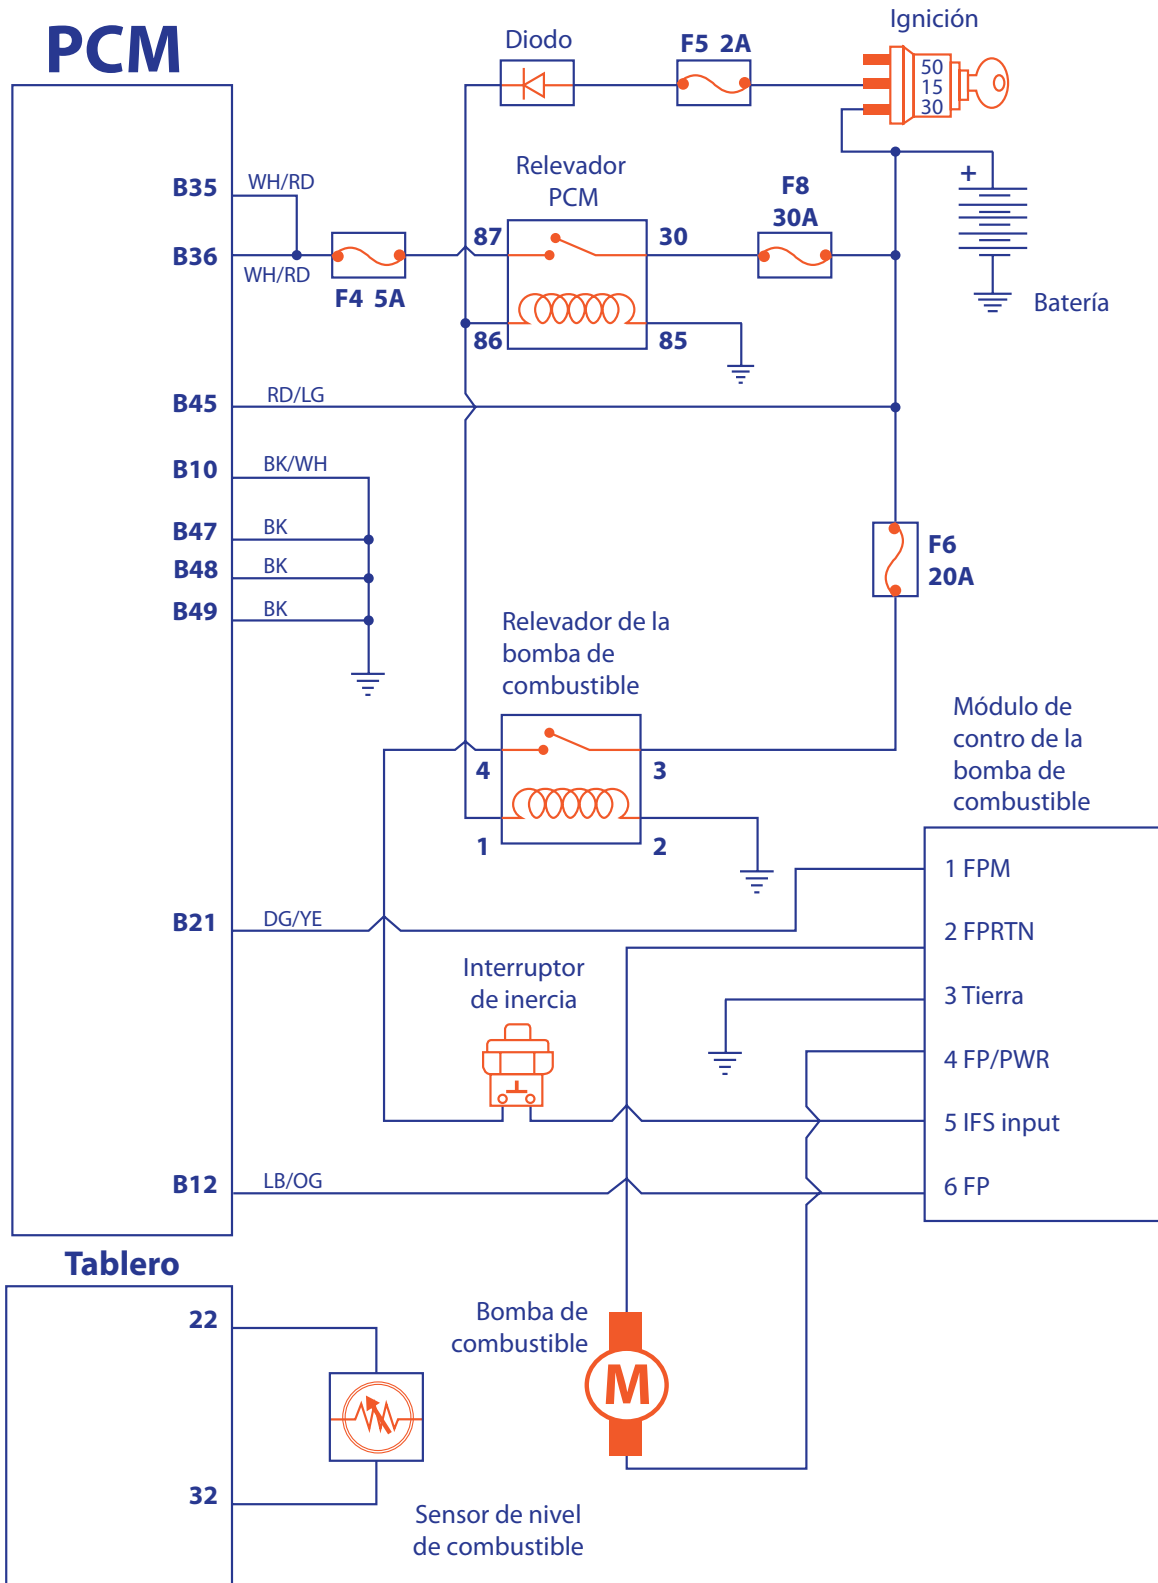 PCM
Diodo
F5 2A
Ignición
50
15
30
B35
WH/RD
Relevador
PCM
F8
30A
+
B36
WH/RD
F4 5A
87
30
86
85
Batería
B45
RD/LG
B10
BK/WH
B47
BK
B48
BK
B49
BK
F6
20A
Relevador de la
bomba de
combustible
4
3
1
2
Módulo de
contro de la
bomba de
combustible
1 FPM
2 FPRTN
3 Tierra
4 FP/PWR
5 IFS input
6 FP
B21
DG/YE
Interruptor
de inercia
B12
LB/OG
Tablero
22
32
Bomba de
combustible
M
Sensor de nivel
de combustible